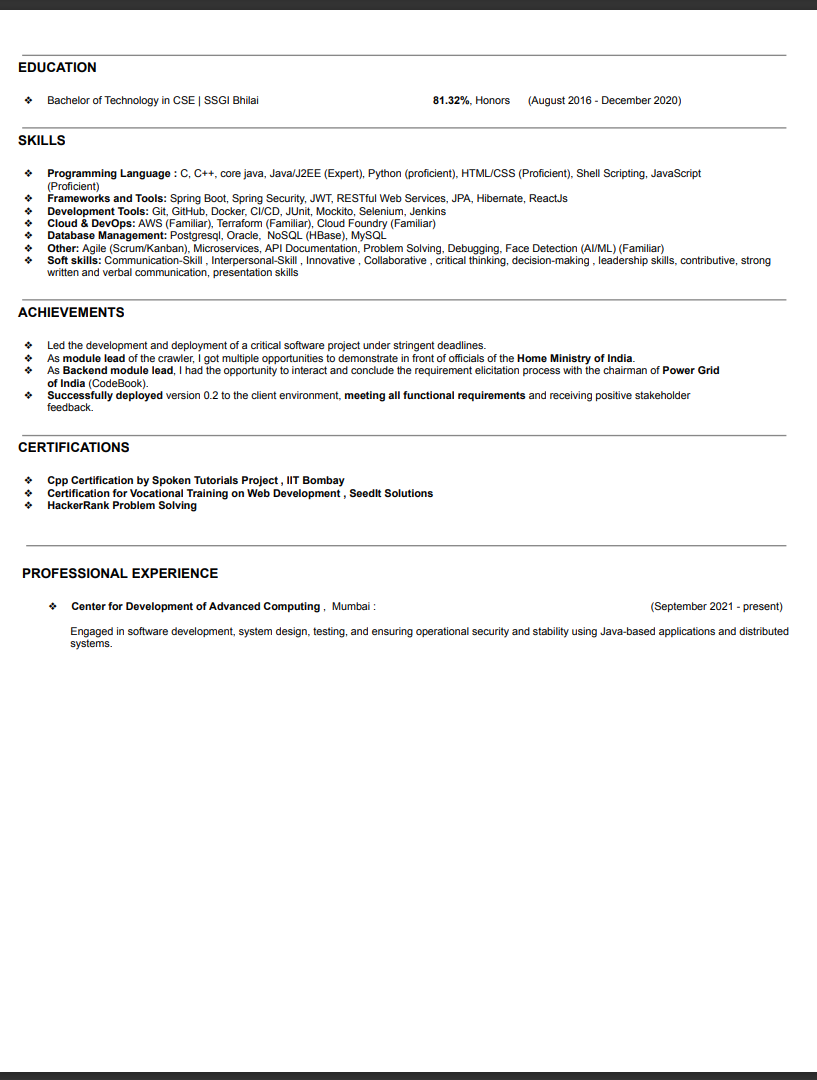 EDUCATION
❖ Bachelor of Technology in CSE | SSGI Bhilai 81.32%, Honors (August 2016 - December 2020)
SKILLS
❖ Programming Language : C, C++, core java, Java/J2EE (Expert), Python (proficient), HTML/CSS (Proficient), Shell Scripting, JavaScript
(Proficient)
❖ Frameworks and Tools: Spring Boot, Spring Security, JWT, RESTful Web Services, JPA, Hibernate, ReactJs
❖ Development Tools: Git, GitHub, Docker, CI/CD, JUnit, Mockito, Selenium, Jenkins
❖ Cloud & DevOps: AWS (Familiar), Terraform (Familiar), Cloud Foundry (Familiar)
❖ Database Management: Postgresql, Oracle, NoSQL (HBase), MySQL
❖ Other: Agile (Scrum/Kanban), Microservices, API Documentation, Problem Solving, Debugging, Face Detection (AI/ML) (Familiar)
❖ Soft skills: Communication-Skill , Interpersonal-Skill , Innovative , Collaborative , critical thinking, decision-making , leadership skills, contributive, strong
written and verbal communication, presentation skills
ACHIEVEMENTS
❖ Led the development and deployment of a critical software project under stringent deadlines.
❖ As module lead of the crawler, I got multiple opportunities to demonstrate in front of officials of the Home Ministry of India.
❖ As Backend module lead, I had the opportunity to interact and conclude the requirement elicitation process with the chairman of Power Grid
of India (CodeBook).
❖ Successfully deployed version 0.2 to the client environment, meeting all functional requirements and receiving positive stakeholder
feedback.
CERTIFICATIONS
❖ Cpp Certification by Spoken Tutorials Project , IIT Bombay
❖ Certification for Vocational Training on Web Development , SeedIt Solutions
❖ HackerRank Problem Solving
PROFESSIONAL EXPERIENCE
❖ Center for Development of Advanced Computing , Mumbai : (September 2021 - present)
Engaged in software development, system design, testing, and ensuring operational security and stability using Java-based applications and distributed
systems.